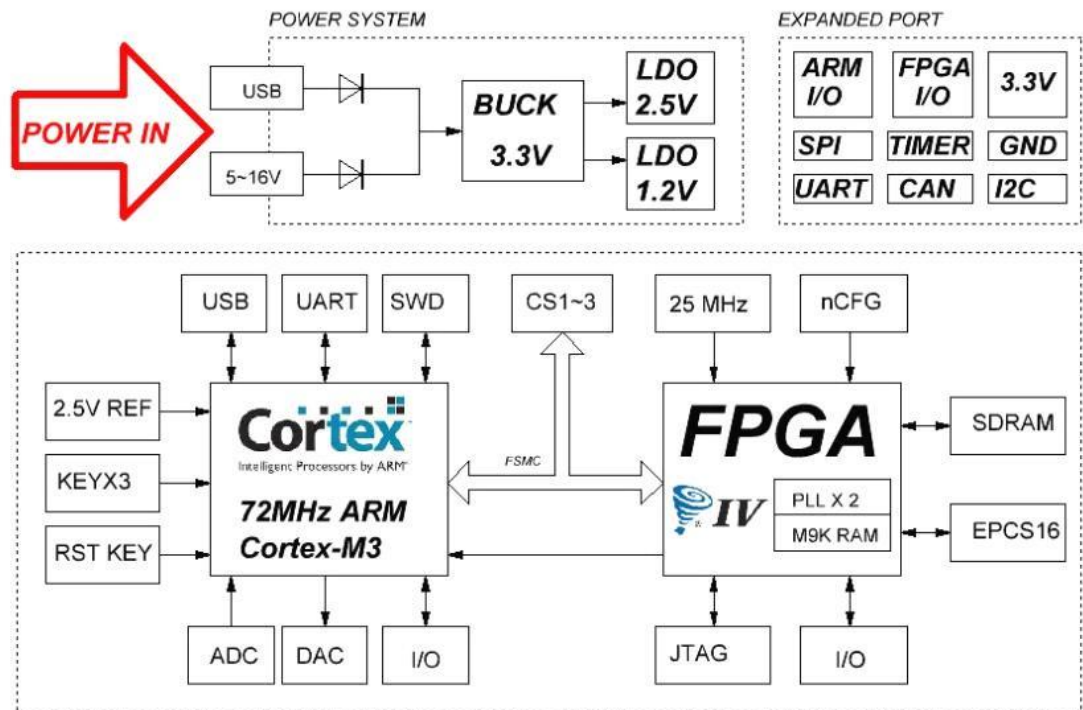 POWER SYSTEM
EXPANDED PORT
POWER IN
USB
5~16V
BUCK
3.3V
LDO
2.5V
LDO
1.2V
ARM
I/O
FPGA
I/O
3.3V
SPI
TIMER
GND
UART
CAN
I2C
USB
UART
SWD
CS1~3
25 MHz
nCFG
2.5V REF
KEYX3
RST KEY
Cortex
Intelligent Processors by ARM
72MHz ARM
Cortex-M3
FSMC
FPGA
IV
PLL X 2
M9K RAM
SDRAM
EPCS16
ADC
DAC
I/O
JTAG
I/O